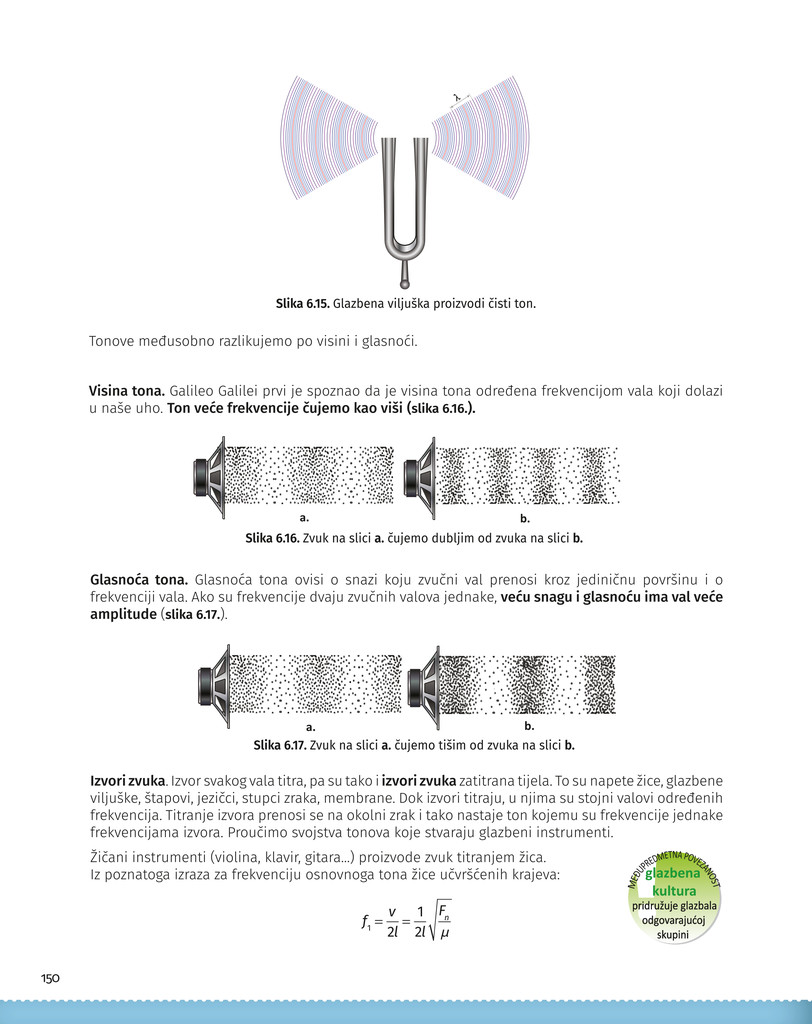 λ
Slika 6.15. Glazbena viljuška proizvodi čisti ton.
Tonove međusobno razlikujemo po visini i glasnoći.
Visina tona. Galileo Galilei prvi je spoznao da je visina tona određena frekvencijom vala koji dolazi
u naše uho. Ton veće frekvencije čujemo kao viši (slika 6.16.).
a.
b.
Slika 6.16. Zvuk na slici a. čujemo dubljim od zvuka na slici b.
Glasnoća tona. Glasnoća tona ovisi o snazi koju zvučni val prenosi kroz jediničnu površinu i o
frekvenciji vala. Ako su frekvencije dvaju zvučnih valova jednake, veću snagu i glasnoću ima val veće
amplitude (slika 6.17.).
a.
b.
Slika 6.17. Zvuk na slici a. čujemo tišim od zvuka na slici b.
Izvori zvuka. Izvor svakog vala titra, pa su tako i izvori zvuka zatitrana tijela. To su napete žice, glazbene
viljuške, štapovi, jezičci, stupci zraka, membrane. Dok izvori titraju, u njima su stojni valovi određenih
frekvencija. Titranje izvora prenosi se na okolni zrak i tako nastaje ton kojemu su frekvencije jednake
frekvencijama izvora. Proučimo svojstva tonova koje stvaraju glazbeni instrumenti.
Žičani instrumenti (violina, klavir, gitara...) proizvode zvuk titranjem žica.
Iz poznatoga izraza za frekvenciju osnovnoga tona žice učvršćenih krajeva:
f₁ = v/2l = 1/2l √(Fₙ/μ)
MEĐUPREDMETNA POVEZANOST
glazbena
kultura
pridružuje glazbala
odgovarajućoj
skupini
150